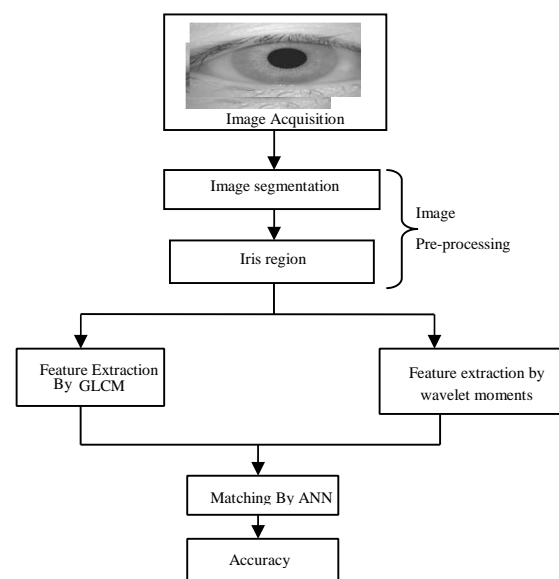 Image Acquisition
Image segmentation
Image
Pre-processing
Iris region
Feature Extraction
By GLCM
Feature extraction by
wavelet moments
Matching By ANN
Accuracy